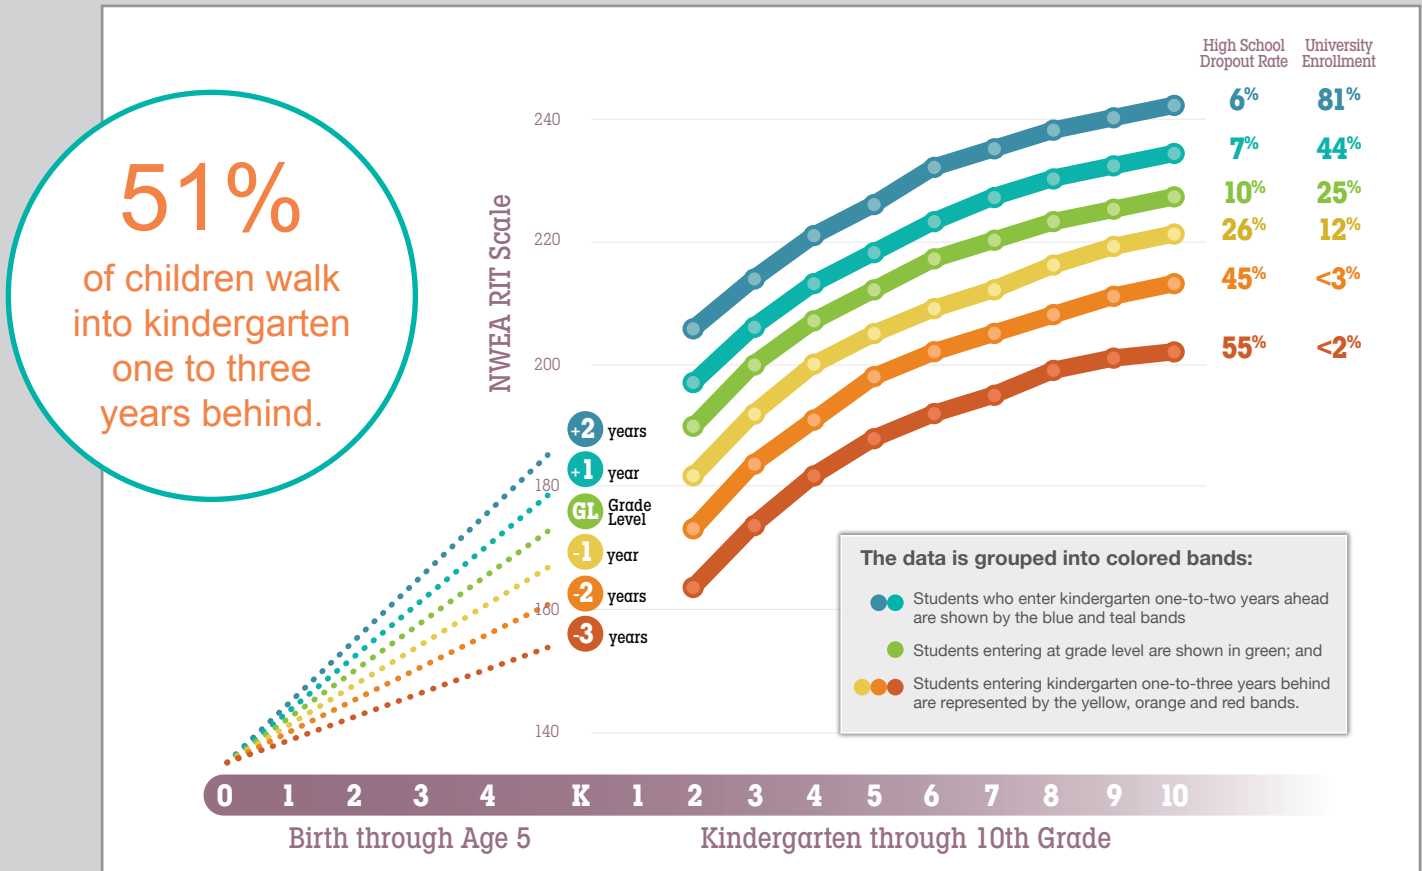 51%
of children walk
into kindergarten
one to three
years behind.
High School
Dropout Rate
University
Enrollment
6% 81%
7% 44%
10% 25%
26% 12%
45% <3%
55% <2%
NWEA RIT Scale
240
220
200
180
160
140
+2 years
+1 year
GL Grade
Level
-1 year
-2 years
-3 years
The data is grouped into colored bands:
Students who enter kindergarten one-to-two years ahead
are shown by the blue and teal bands
Students entering at grade level are shown in green; and
Students entering kindergarten one-to-three years behind
are represented by the yellow, orange and red bands.
0 1 2 3 4 K 1 2 3 4 5 6 7 8 9 10
Birth through Age 5
Kindergarten through 10th Grade